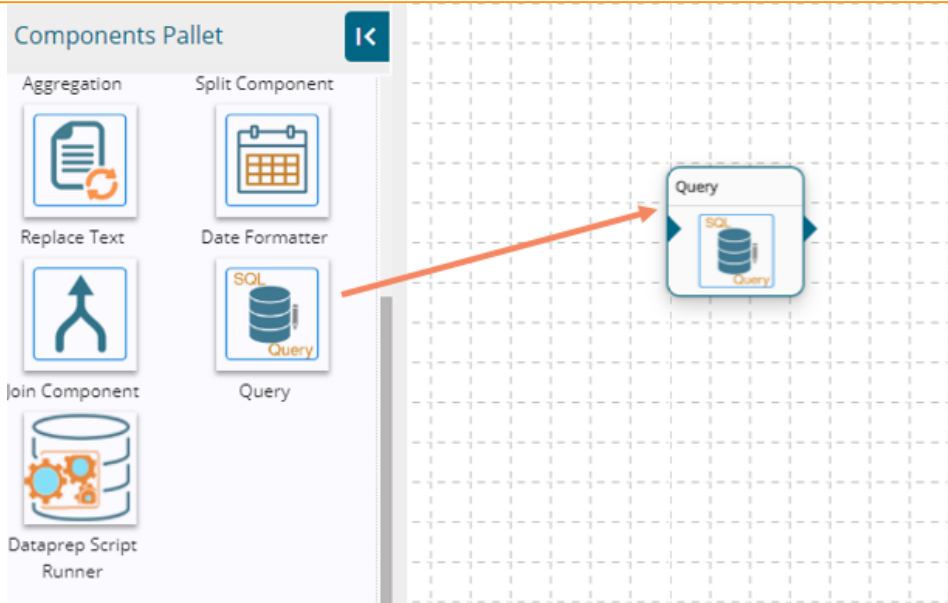 Components Pallet
Aggregation
Split Component
Replace Text
Date Formatter
SQL
Query
Join Component
Query
Dataprep Script
Runner
Query
SQL
Query